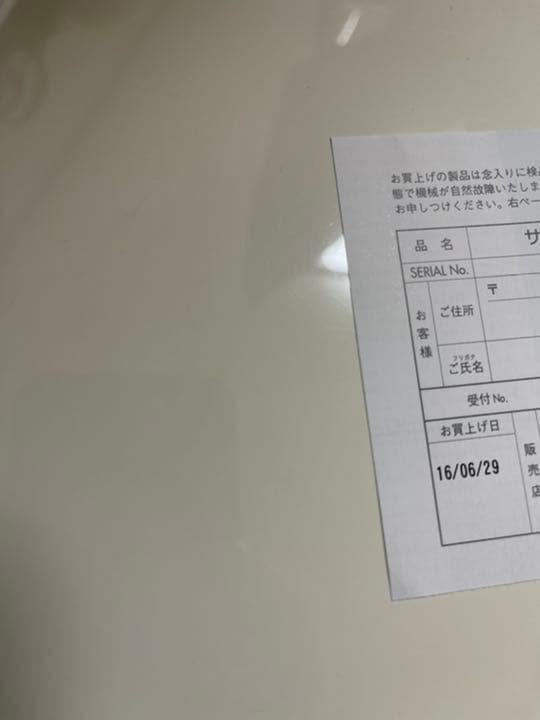 お買上げの製品は念入りに検
態で機械が自然故障いたしま
お申しつけください。右ペー
品 名
サ
SERIAL No.
お客様
ご住所
〒
フリガナ
ご氏名
受付No.
お買上げ日
16/06/29
販売店